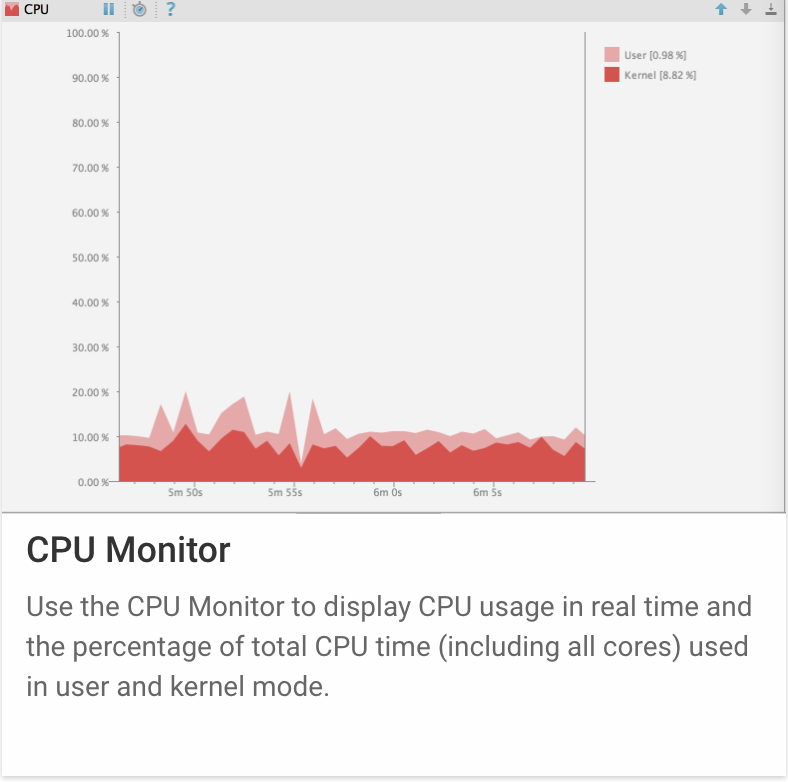 CPU
?
100.00 %
User [0.98 %]
90.00 %
Kernel [8.82 %]
80.00 %
70.00 %
60.00 %
50.00 %
40.00 %
30.00 %
20.00 %
10.00 %
0.00 %
5m 50s 5m 55s 6m 0s 6m 5s
CPU Monitor
Use the CPU Monitor to display CPU usage in real time and
the percentage of total CPU time (including all cores) used
in user and kernel mode.